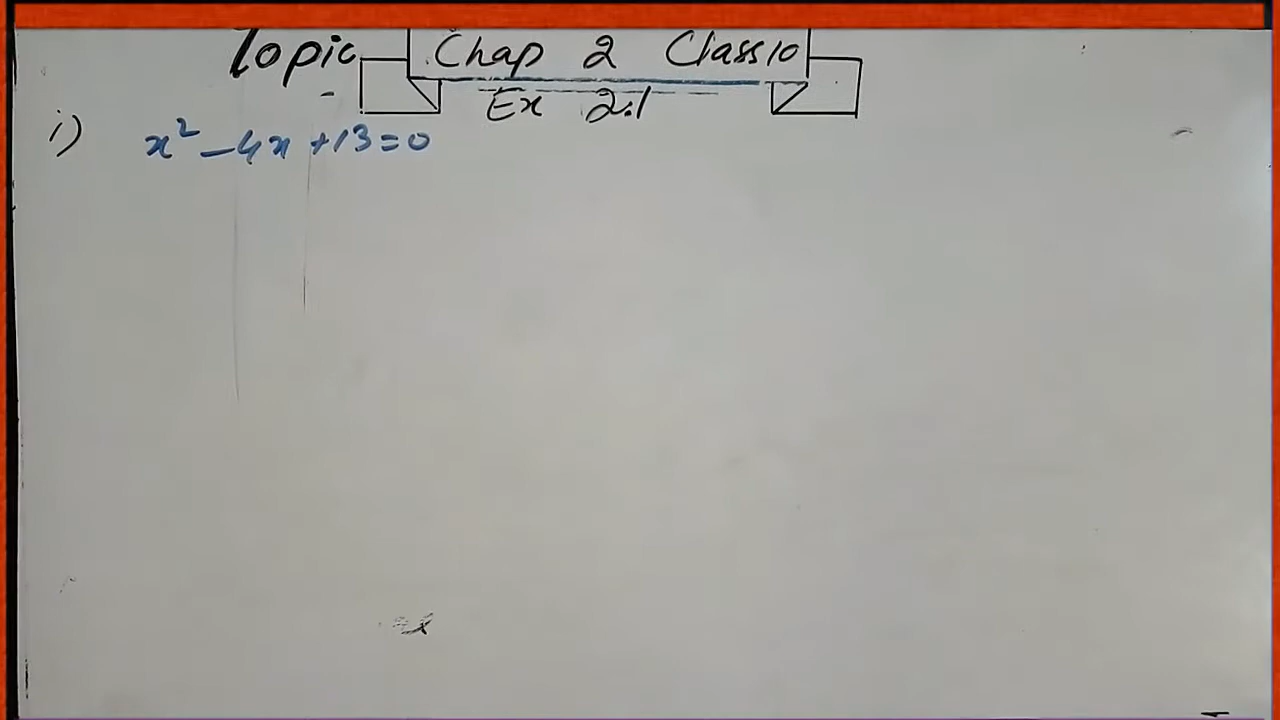 Topic Chap 2 Class 10
Ex 2.1
i) x² - 4x + 13 = 0